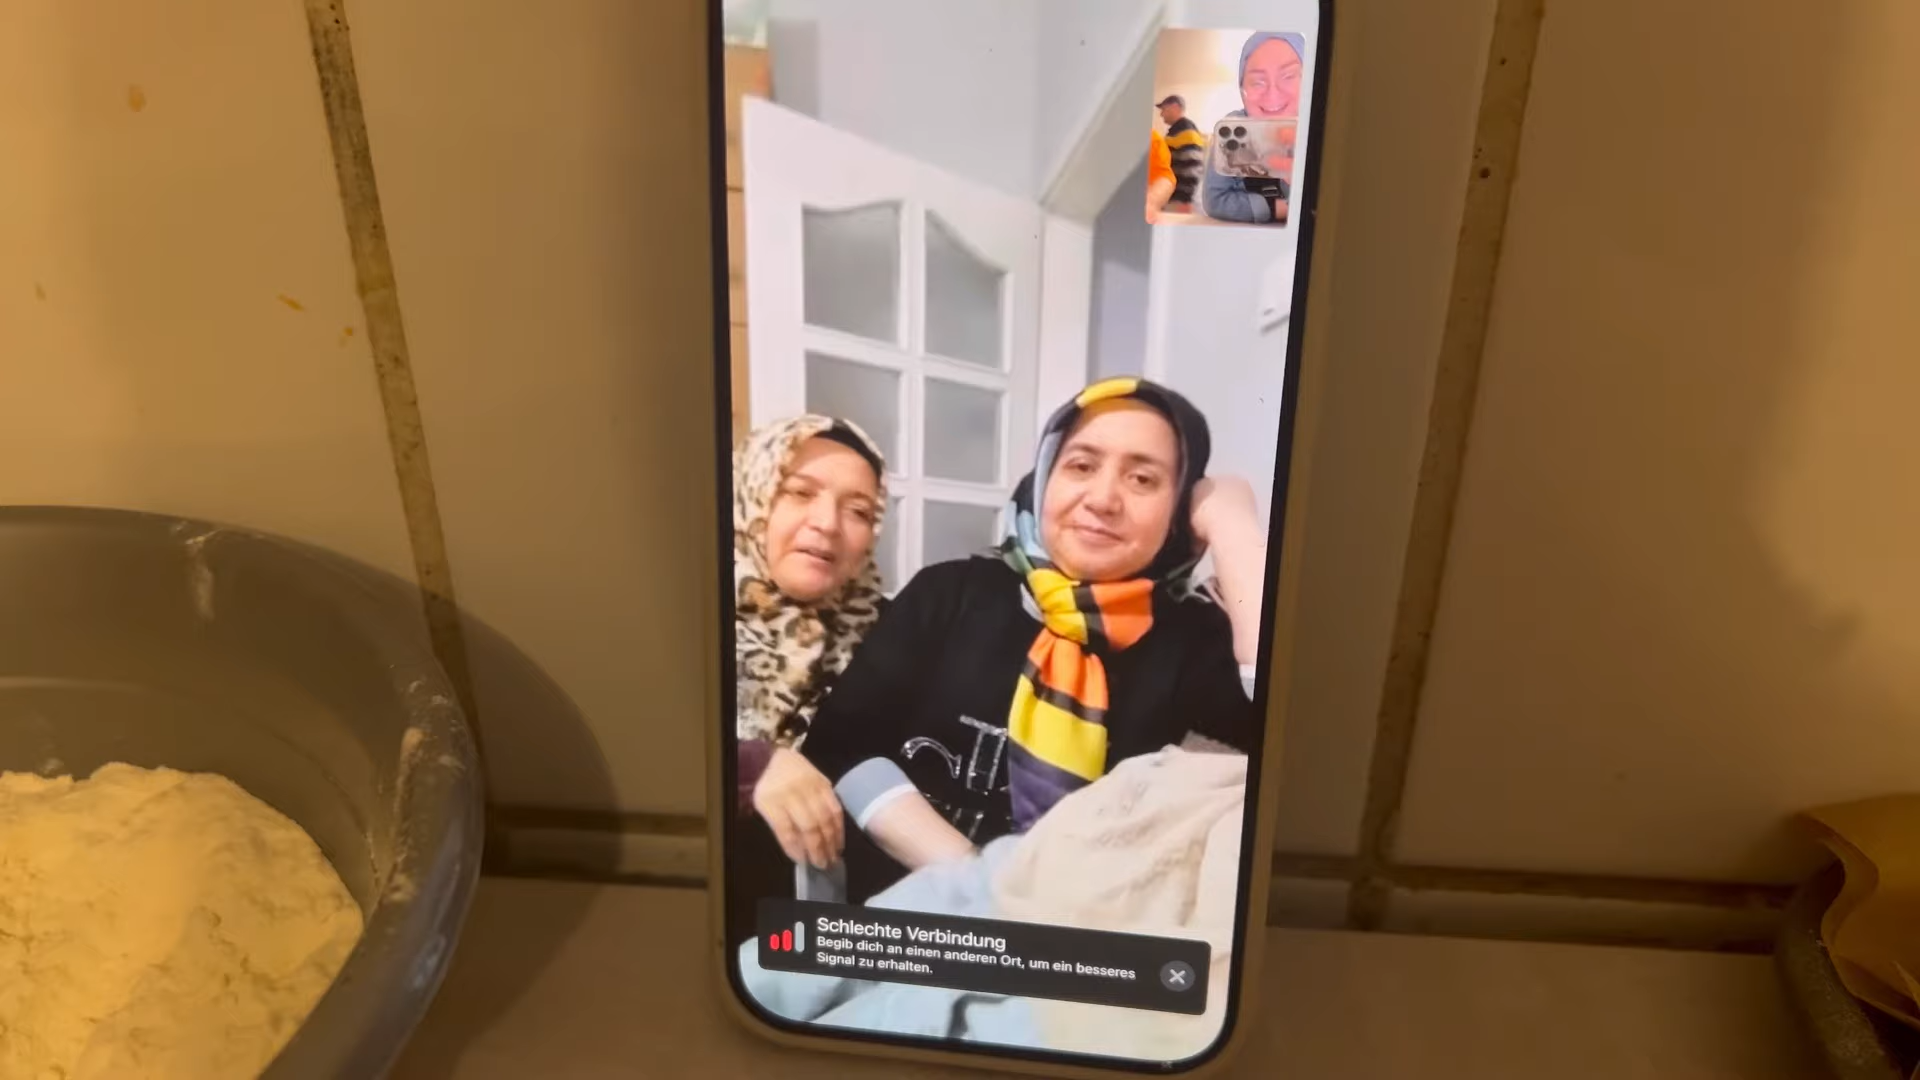 Schlechte Verbindung
Begib dich an einen anderen Ort, um ein besseres
Signal zu erhalten.